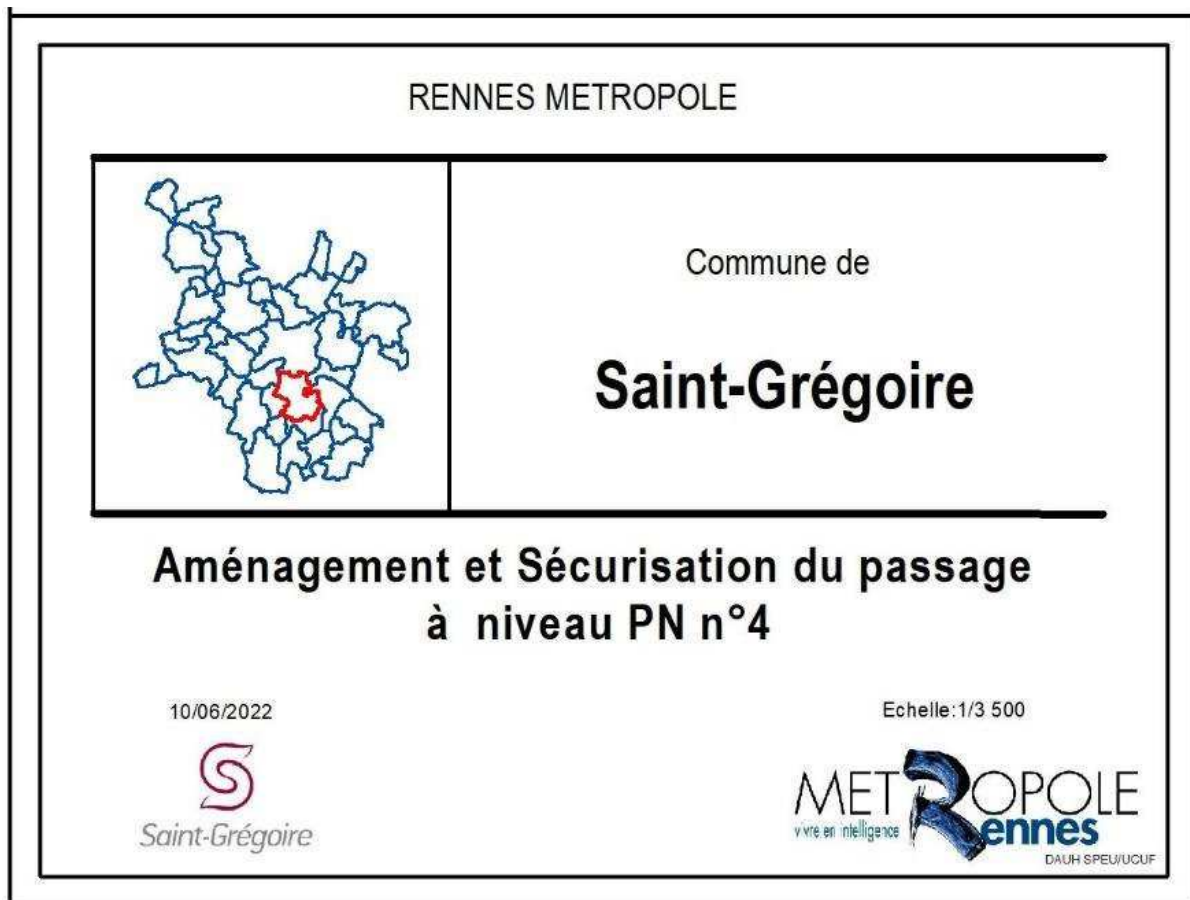 RENNES METROPOLE
Commune de
Saint-Grégoire
Aménagement et Sécurisation du passage
à niveau PN n°4
10/06/2022
Echelle:1/3 500
Saint-Grégoire
METROPOLE
vivre en intelligence
Rennes
DAUH SPEU/UCUF